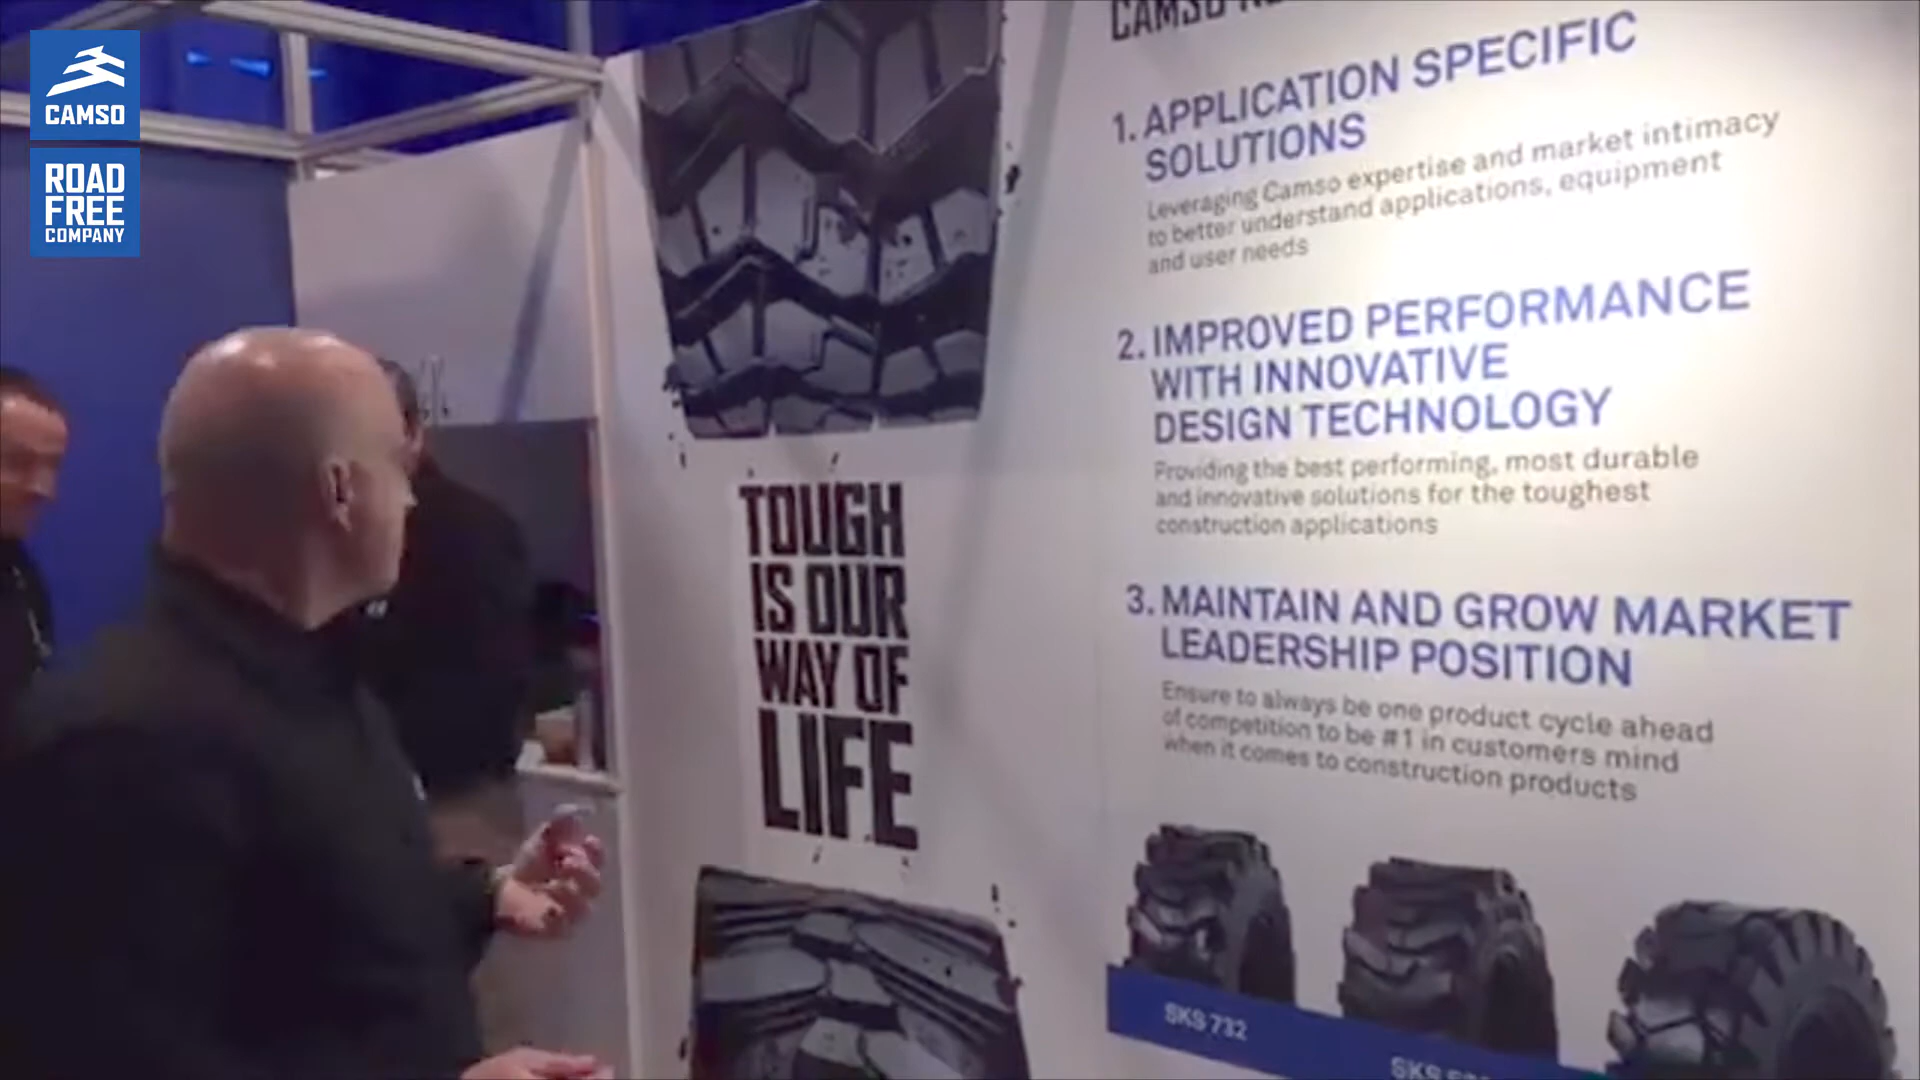 CAMSO
ROAD
FREE
COMPANY
TOUGH
IS OUR
WAY OF
LIFE
CAMSO
1. APPLICATION SPECIFIC
SOLUTIONS
Leveraging Camso expertise and market intimacy
to better understand applications, equipment
and user needs
2. IMPROVED PERFORMANCE
WITH INNOVATIVE
DESIGN TECHNOLOGY
Providing the best performing, most durable
and innovative solutions for the toughest
construction applications
3. MAINTAIN AND GROW MARKET
LEADERSHIP POSITION
Ensure to always be one product cycle ahead
of competition to be #1 in customers mind
when it comes to construction products
SKS 732
SKS